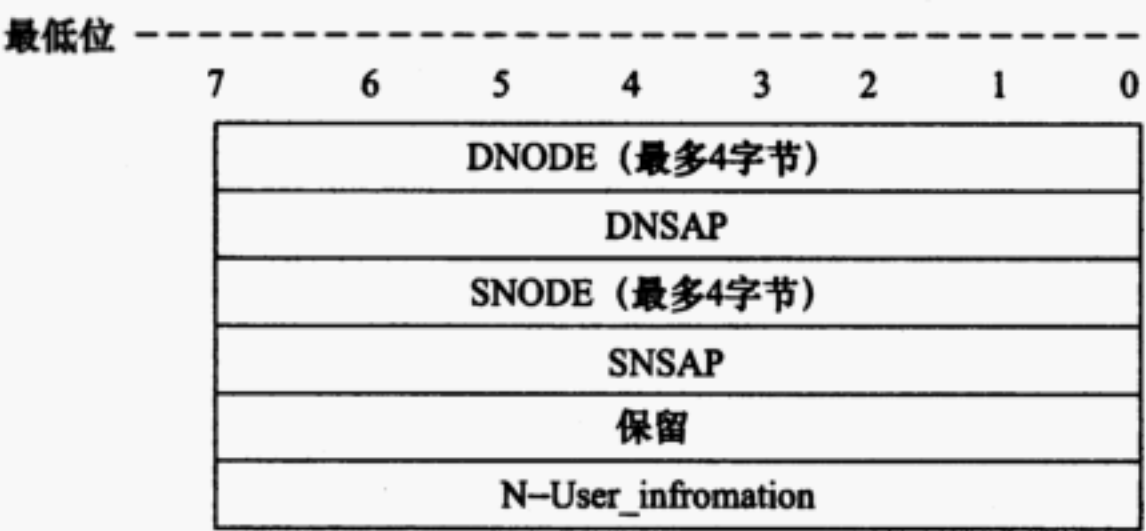 最低位
7 6 5 4 3 2 1 0
DNODE（最多4字节）
DNSAP
SNODE（最多4字节）
SNSAP
保留
N–User_infromation